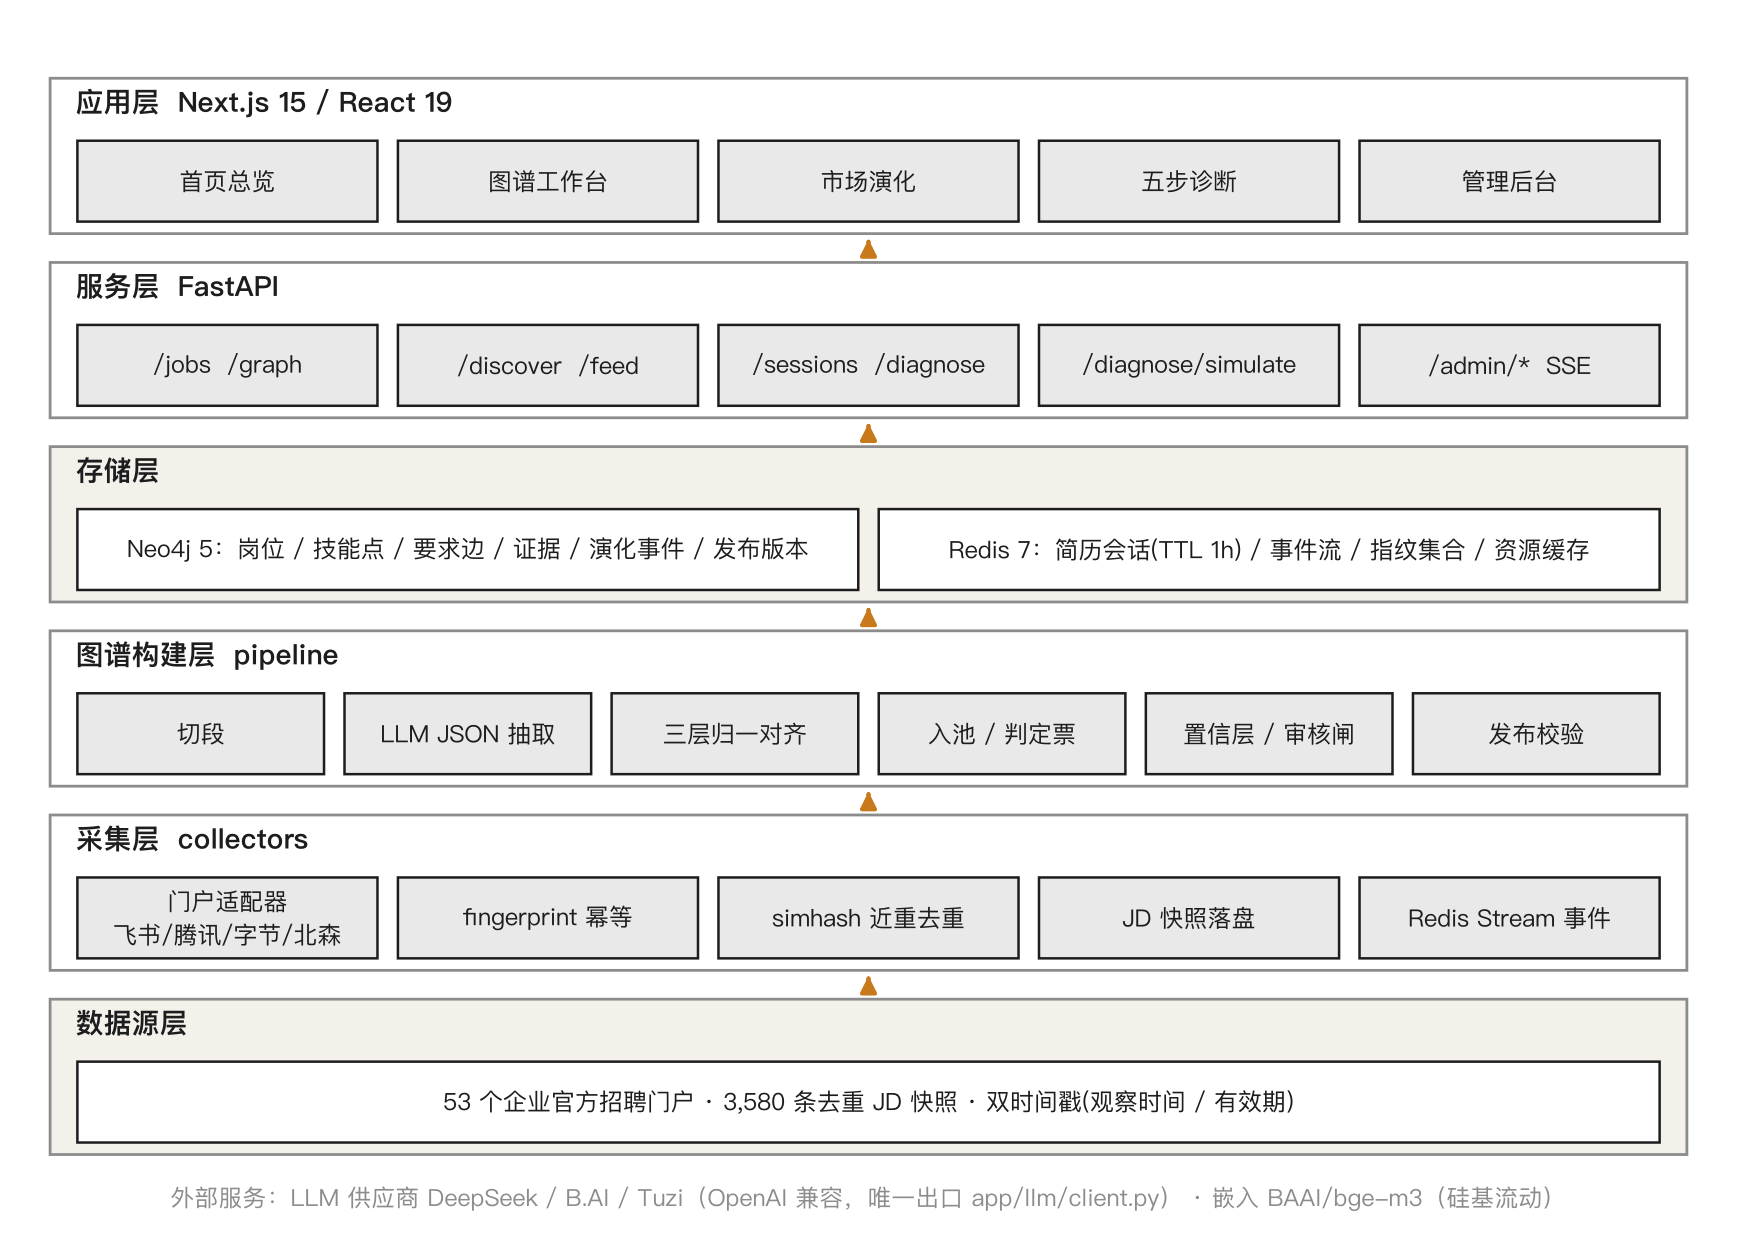 应用层 Next.js 15 / React 19
首页总览
图谱工作台
市场演化
五步诊断
管理后台
服务层 FastAPI
/jobs /graph
/discover /feed
/sessions /diagnose
/diagnose/simulate
/admin/* SSE
存储层
Neo4j 5：岗位 / 技能点 / 要求边 / 证据 / 演化事件 / 发布版本
Redis 7：简历会话(TTL 1h) / 事件流 / 指纹集合 / 资源缓存
图谱构建层 pipeline
切段
LLM JSON 抽取
三层归一对齐
入池 / 判定票
置信层 / 审核闸
发布校验
采集层 collectors
门户适配器
飞书/腾讯/字节/北森
fingerprint 幂等
simhash 近重去重
JD 快照落盘
Redis Stream 事件
数据源层
53 个企业官方招聘门户 · 3,580 条去重 JD 快照 · 双时间戳(观察时间 / 有效期)
外部服务：LLM 供应商 DeepSeek / B.AI / Tuzi（OpenAI 兼容，唯一出口 app/llm/client.py） · 嵌入 BAAI/bge-m3（硅基流动）